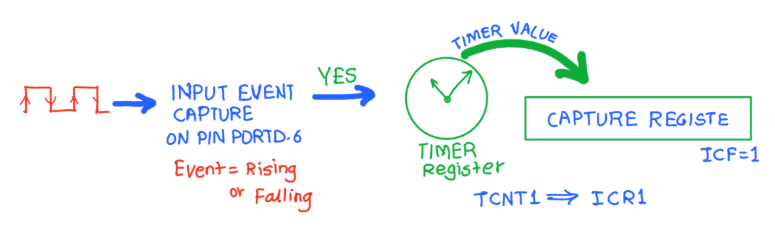 INPUT EVENT
CAPTURE
ON PIN PORTD.6
Event = Rising
or Falling
YES
TIMER VALUE
TIMER
Register
CAPTURE REGISTE
ICF=1
TCNT1 ⇒ ICR1